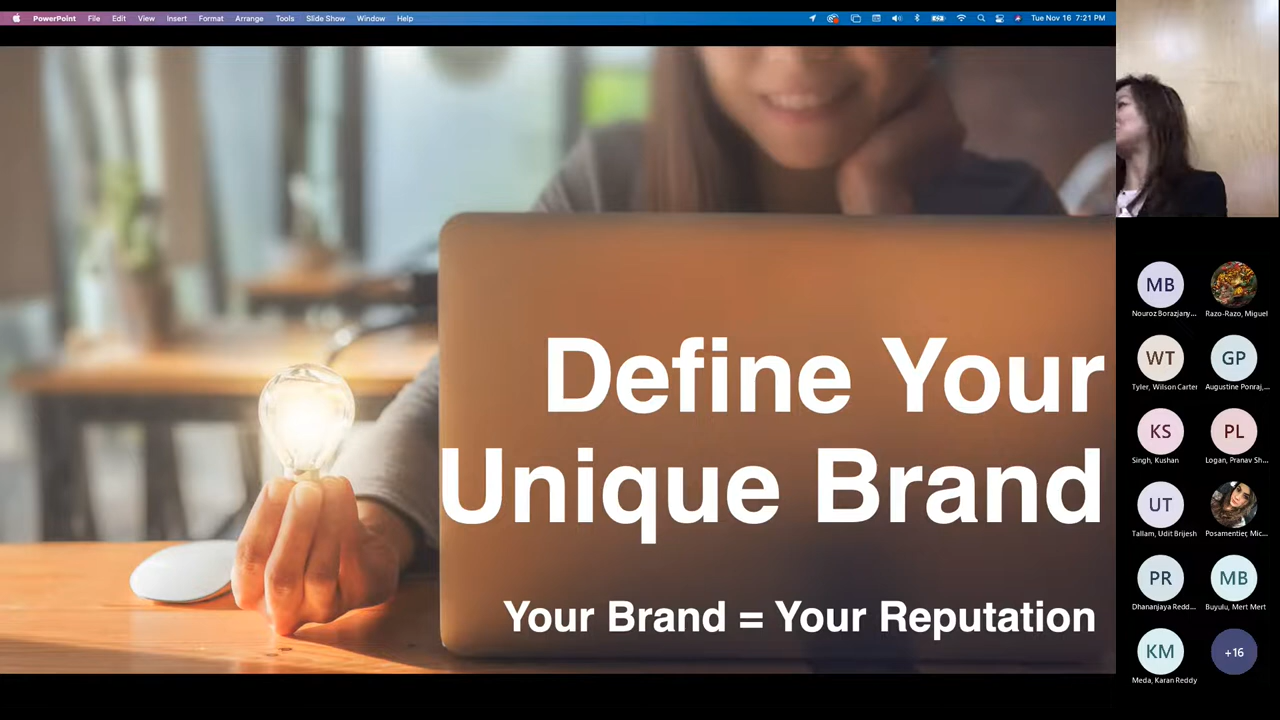 PowerPoint File Edit View Insert Format Arrange Tools Slide Show Window Help Tue Nov 16 7:21 PM
Define Your
Unique Brand
Your Brand = Your Reputation
MB
Nouroz Borazjary... Razo-Razo, Miguel
WT GP
Tyler, Wilson Carter Augustine Ponraj,...
KS PL
Singh, Kushan Logan, Pranav Sh...
UT
Tallam, Udit Brijesh Posamentier, Mic...
PR MB
Dhananjaya Redd... Buyulu, Mert Mert
KM +16
Meda, Karan Reddy